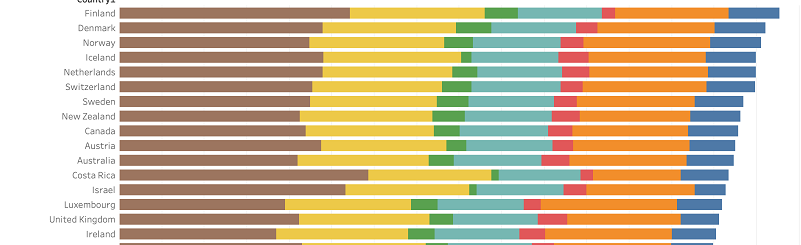 Country1
Finland
Denmark
Norway
Iceland
Netherlands
Switzerland
Sweden
New Zealand
Canada
Austria
Australia
Costa Rica
Israel
Luxembourg
United Kingdom
Ireland